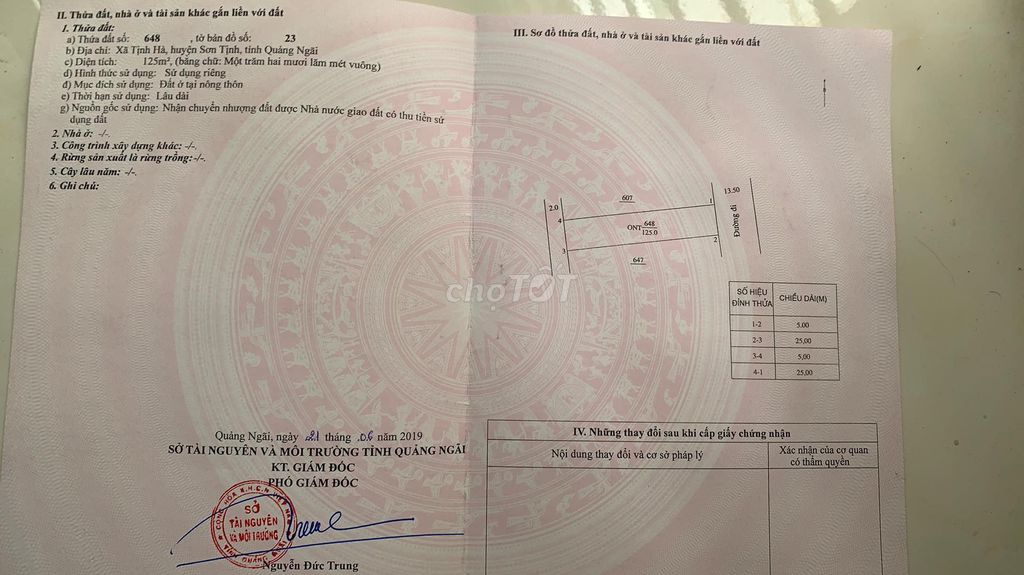 II. Thửa đất, nhà ở và tài sản khác gắn liền với đất
1. Thửa đất:
a) Thửa đất số: 648 , tờ bản đồ số: 23
b) Địa chỉ: Xã Tịnh Hà, huyện Sơn Tịnh, tỉnh Quảng Ngãi
c) Diện tích: 125m², (bằng chữ: Một trăm hai mươi lăm mét vuông)
d) Hình thức sử dụng: Sử dụng riêng
đ) Mục đích sử dụng: Đất ở tại nông thôn
e) Thời hạn sử dụng: Lâu dài
g) Nguồn gốc sử dụng: Nhận chuyển nhượng đất được Nhà nước giao đất có thu tiền sử
dụng đất
2. Nhà ở: -/-.
3. Công trình xây dựng khác: -/-.
4. Rừng sản xuất là rừng trồng:-/-.
5. Cây lâu năm: -/-.
6. Ghi chú:
Quảng Ngãi, ngày 21 tháng 06 năm 2019
SỞ TÀI NGUYÊN VÀ MÔI TRƯỜNG TỈNH QUẢNG NGÃI
KT. GIÁM ĐỐC
PHÓ GIÁM ĐỐC
CỘNG HÒA X.H.C.N VIỆT NAM
SỞ
TÀI NGUYÊN
VÀ MÔI TRƯỜNG
TỈNH QUẢNG NGÃI
Nguyễn Đức Trung
III. Sơ đồ thửa đất, nhà ở và tài sản khác gắn liền với đất
607
2.0
1
13.50
4
ONT 648
125.0
Đường đi
2
3
647
chợTỐT
SỐ HIỆU ĐỈNH THỬA CHIỀU DÀI(M)
1-2 5.00
2-3 25,00
3-4 5,00
4-1 25,00
IV. Những thay đổi sau khi cấp giấy chứng nhận
Nội dung thay đổi và cơ sở pháp lý
Xác nhận của cơ quan
có thẩm quyền